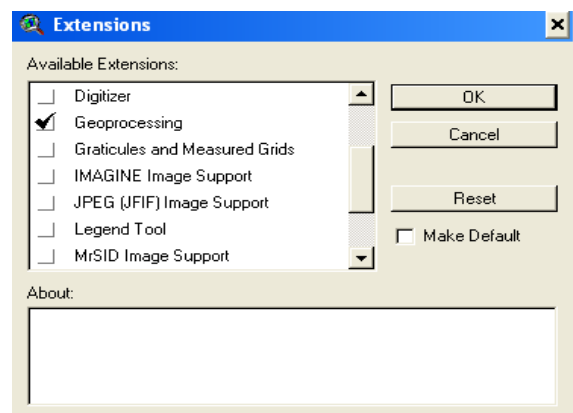 Extensions
Available Extensions:
Digitizer
Geoprocessing
Graticules and Measured Grids
IMAGINE Image Support
JPEG (JFIF) Image Support
Legend Tool
MrSID Image Support
OK
Cancel
Reset
Make Default
About: